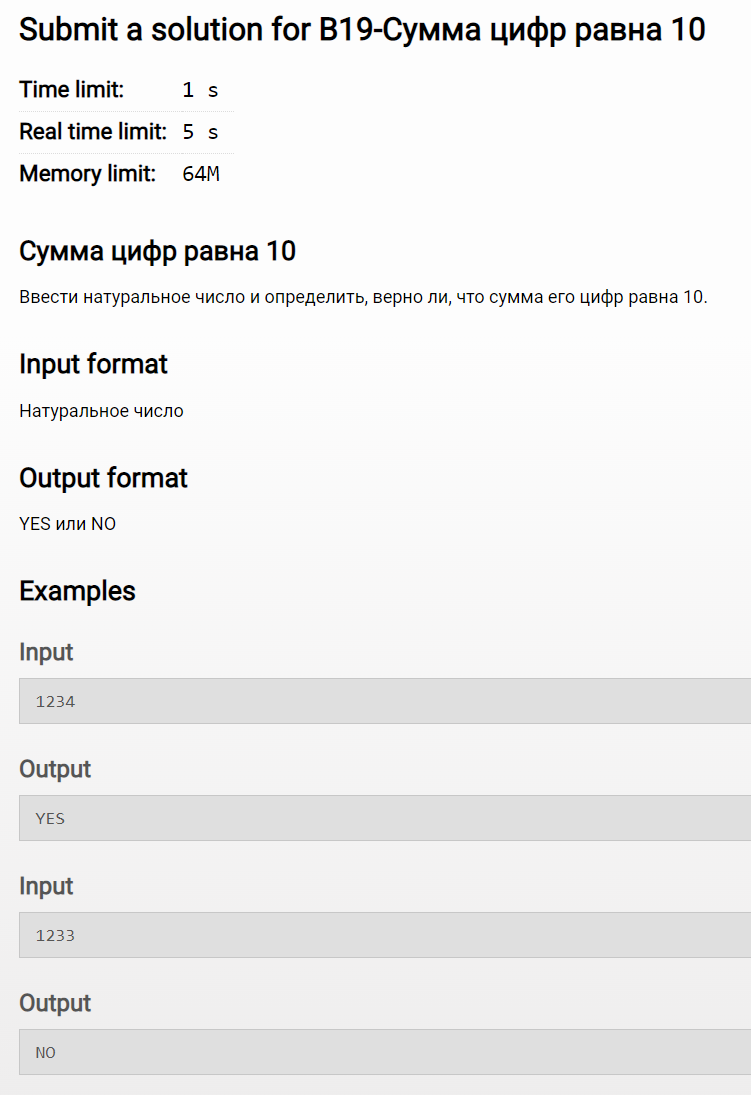 Submit a solution for B19-Сумма цифр равна 10
Time limit: 1 s
Real time limit: 5 s
Memory limit: 64M
Сумма цифр равна 10
Ввести натуральное число и определить, верно ли, что сумма его цифр равна 10.
Input format
Натуральное число
Output format
YES или NO
Examples
Input
1234
Output
YES
Input
1233
Output
NO